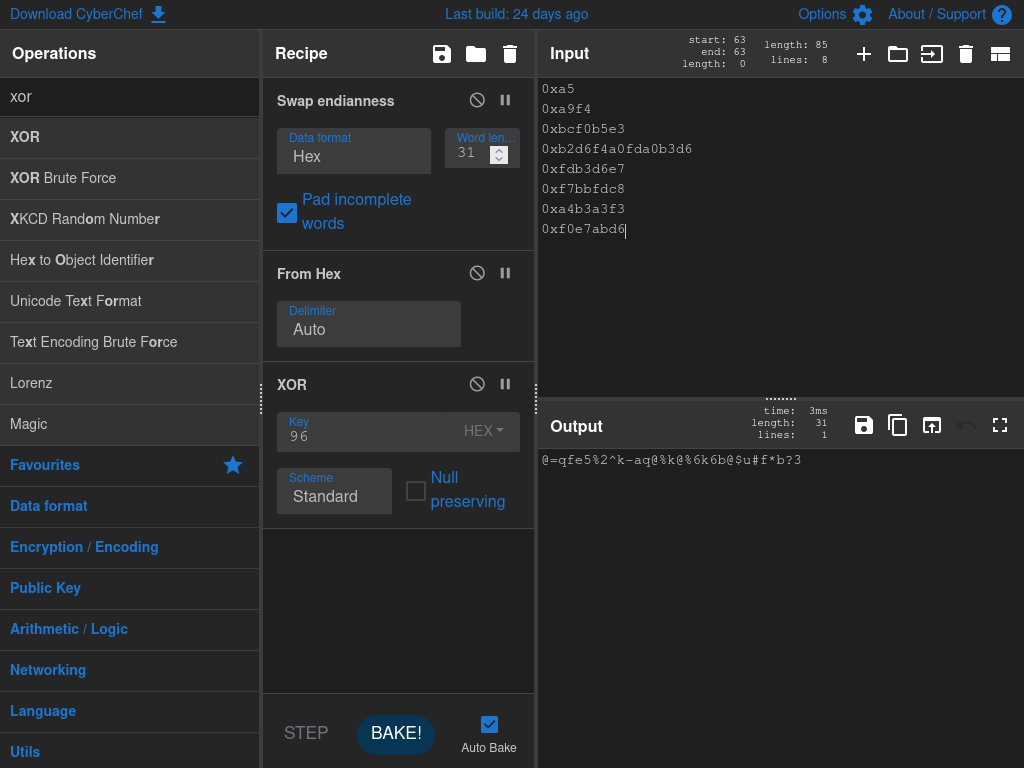 Download CyberChef
Last build: 24 days ago
Options
About / Support
Operations
xor
XOR
XOR Brute Force
XKCD Random Number
Hex to Object Identifier
Unicode Text Format
Text Encoding Brute Force
Lorenz
Magic
Favourites
Data format
Encryption / Encoding
Public Key
Arithmetic / Logic
Networking
Language
Utils
Recipe
Swap endianness
Data format
Hex
Word len...
31
Pad incomplete
words
From Hex
Delimiter
Auto
XOR
Key
96
HEX
Scheme
Standard
Null
preserving
STEP
BAKE!
Auto Bake
Input
start: 63
end: 63
length: 0
length: 85
lines: 8
0xa5
0xa9f4
0xbcf0b5e3
0xb2d6f4a0fda0b3d6
0xfdb3d6e7
0xf7bbfdc8
0xa4b3a3f3
0xf0e7abd6
Output
time: 3ms
length: 31
lines: 1
@=qfe5%2^k-aq@%k@%6k6b@$u#f*b?3